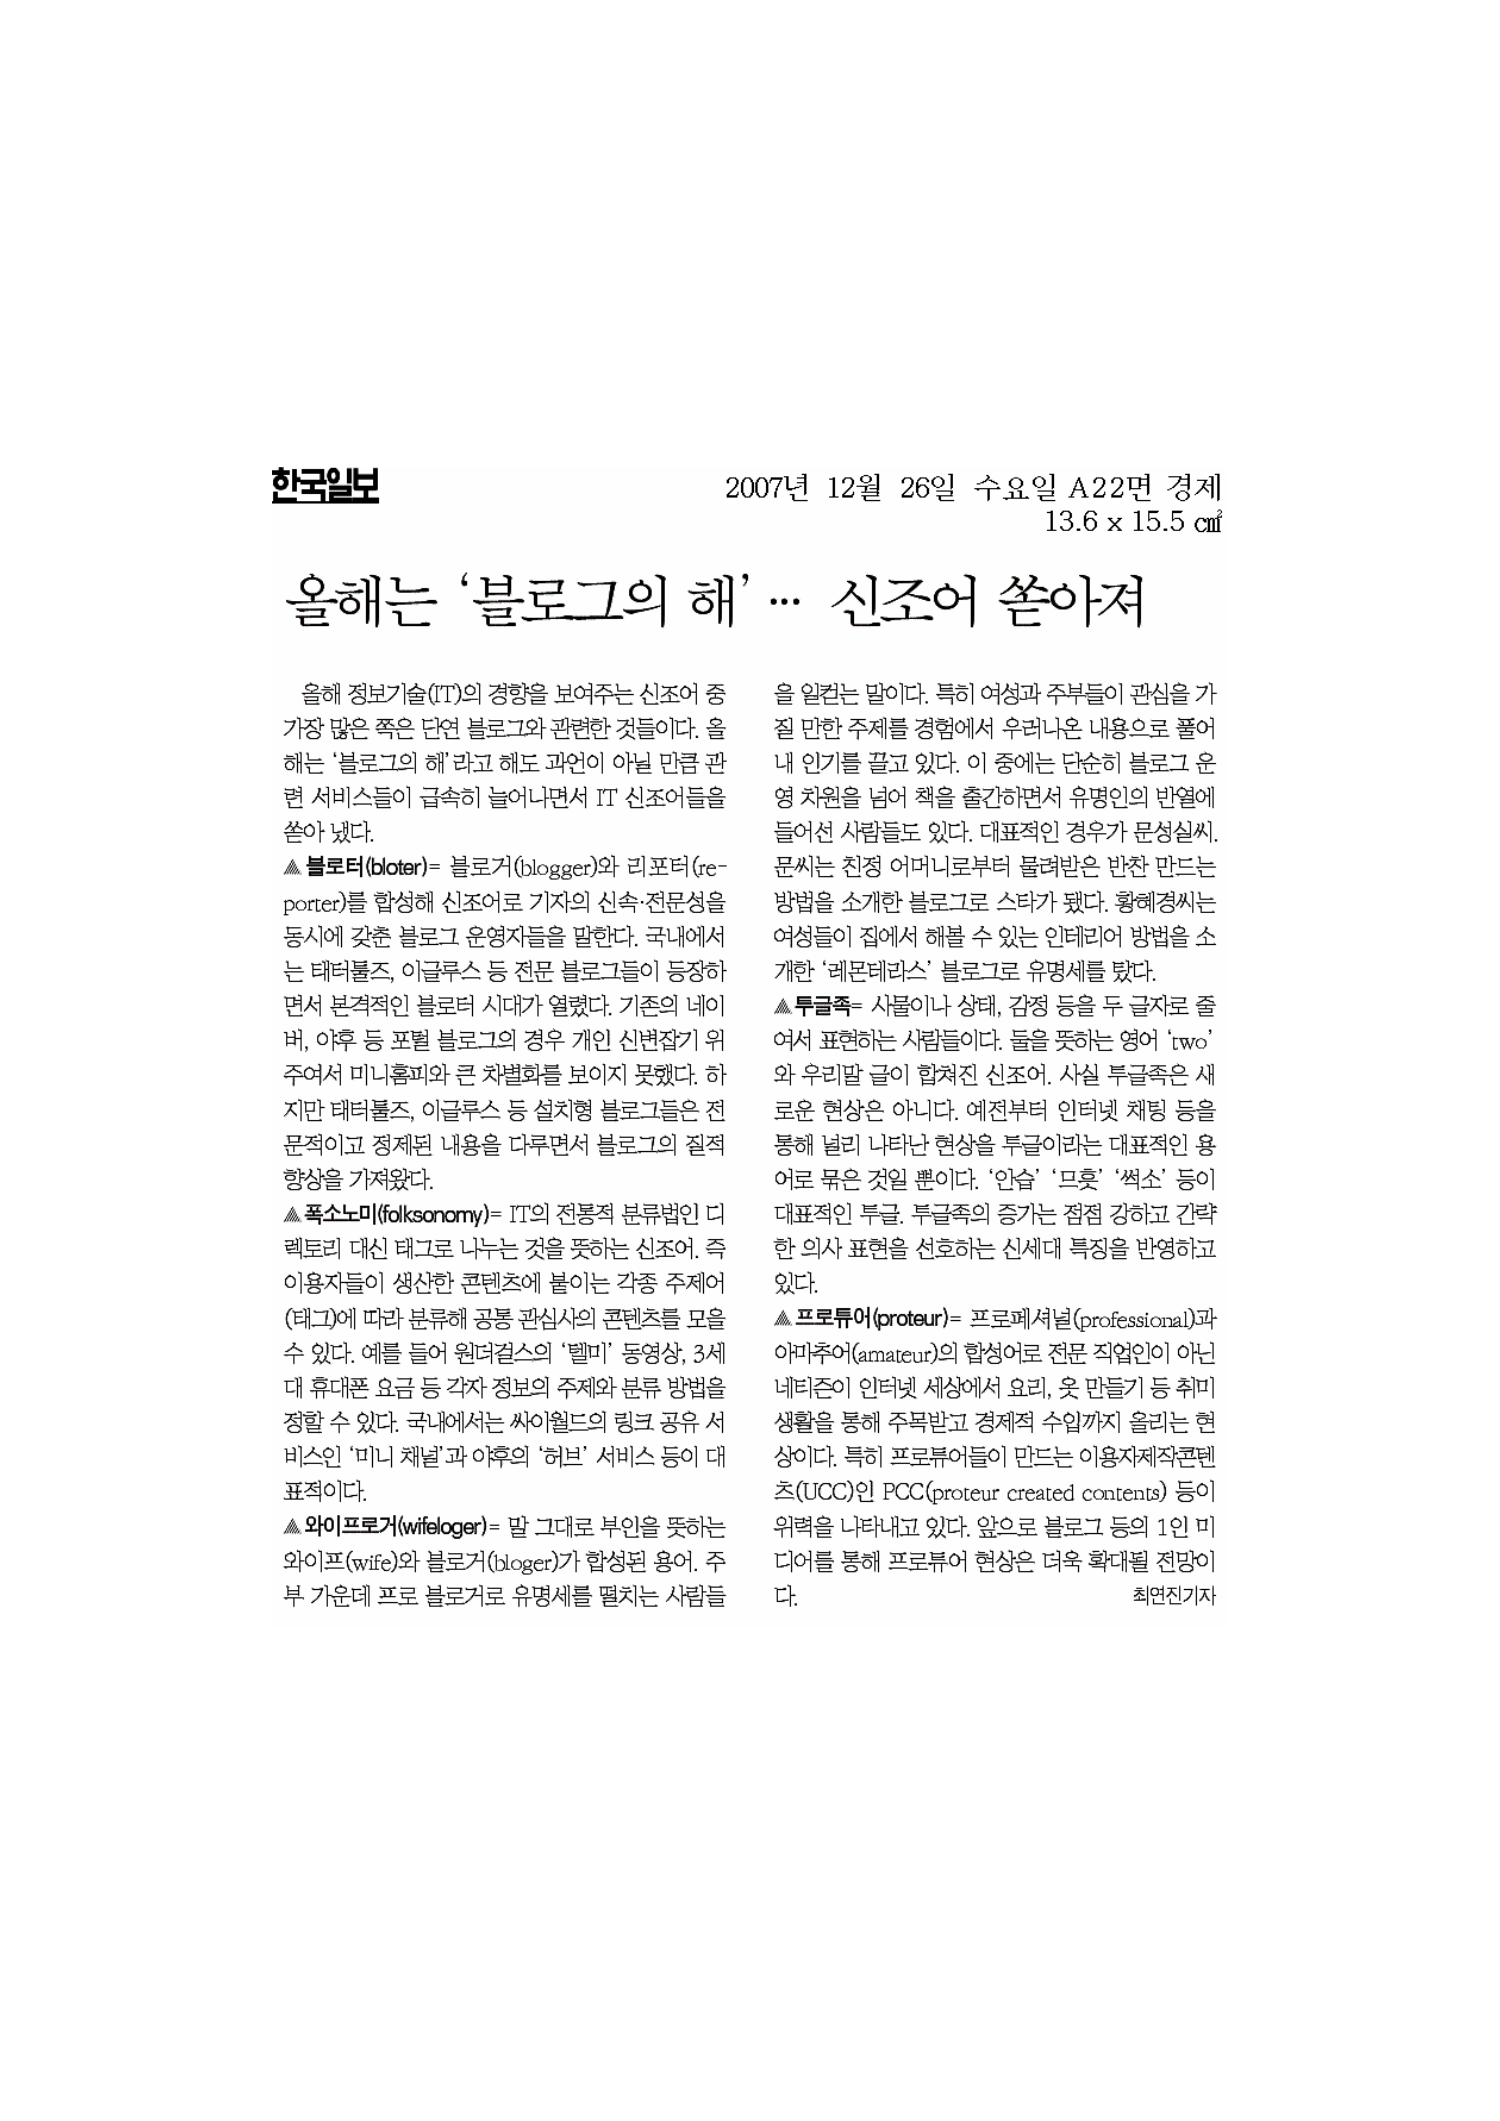 한국일보
2007년 12월 26일 수요일 A22면 경제
13.6 x 15.5 ㎠
올해는 ‘블로그의 해’ … 신조어 쏟아져
올해 정보기술(IT)의 경향을 보여주는 신조어 중
가장 많은 쪽은 단연 블로그와 관련한 것들이다. 올
해는 ‘블로그의 해’라고 해도 과언이 아닐 만큼 관
련 서비스들이 급속히 늘어나면서 IT 신조어들을
쏟아 냈다.
▲블로터(bloter)= 블로거(blogger)와 리포터(re-
porter)를 합성해 신조어로 기자의 신속·전문성을
동시에 갖춘 블로그 운영자들을 말한다. 국내에서
는 태터툴즈, 이글루스 등 전문 블로그들이 등장하
면서 본격적인 블로터 시대가 열렸다. 기존의 네이
버, 야후 등 포털 블로그의 경우 개인 신변잡기 위
주여서 미니홈피와 큰 차별화를 보이지 못했다. 하
지만 태터툴즈, 이글루스 등 설치형 블로그들은 전
문적이고 정제된 내용을 다루면서 블로그의 질적
향상을 가져왔다.
▲폭소노미(folksonomy)= IT의 전통적 분류법인 디
렉토리 대신 태그로 나누는 것을 뜻하는 신조어. 즉
이용자들이 생산한 콘텐츠에 붙이는 각종 주제어
(태그)에 따라 분류해 공통 관심사의 콘텐츠를 모을
수 있다. 예를 들어 원더걸스의 ‘텔미’ 동영상, 3세
대 휴대폰 요금 등 각자 정보의 주제와 분류 방법을
정할 수 있다. 국내에서는 싸이월드의 링크 공유 서
비스인 ‘미니 채널’과 야후의 ‘허브’ 서비스 등이 대
표적이다.
▲와이프로거(wifeloger)= 말 그대로 부인을 뜻하는
와이프(wife)와 블로거(bloger)가 합성된 용어. 주
부 가운데 프로 블로거로 유명세를 떨치는 사람들
을 일컫는 말이다. 특히 여성과 주부들이 관심을 가
질 만한 주제를 경험에서 우러나온 내용으로 풀어
내 인기를 끌고 있다. 이 중에는 단순히 블로그 운
영 차원을 넘어 책을 출간하면서 유명인의 반열에
들어선 사람들도 있다. 대표적인 경우가 문성실씨.
문씨는 친정 어머니로부터 물려받은 반찬 만드는
방법을 소개한 블로그로 스타가 됐다. 황혜경씨는
여성들이 집에서 해볼 수 있는 인테리어 방법을 소
개한 ‘레몬테라스’ 블로그로 유명세를 탔다.
▲투글족= 사물이나 상태, 감정 등을 두 글자로 줄
여서 표현하는 사람들이다. 둘을 뜻하는 영어 ‘two’
와 우리말 글이 합쳐진 신조어. 사실 투글족은 새
로운 현상은 아니다. 예전부터 인터넷 채팅 등을
통해 널리 나타난 현상을 투글이라는 대표적인 용
어로 묶은 것일 뿐이다. ‘안습’ ‘므흣’ ‘썩소’ 등이
대표적인 투글. 투글족의 증가는 점점 강하고 간략
한 의사 표현을 선호하는 신세대 특징을 반영하고
있다.
▲프로튜어(proteur)= 프로페셔널(professional)과
아마추어(amateur)의 합성어로 전문 직업인이 아닌
네티즌이 인터넷 세상에서 요리, 옷 만들기 등 취미
생활을 통해 주목받고 경제적 수입까지 올리는 현
상이다. 특히 프로튜어들이 만드는 이용자제작콘텐
츠(UCC)인 PCC(proteur created contents) 등이
위력을 나타내고 있다. 앞으로 블로그 등의 1인 미
디어를 통해 프로튜어 현상은 더욱 확대될 전망이
다. 최연진기자